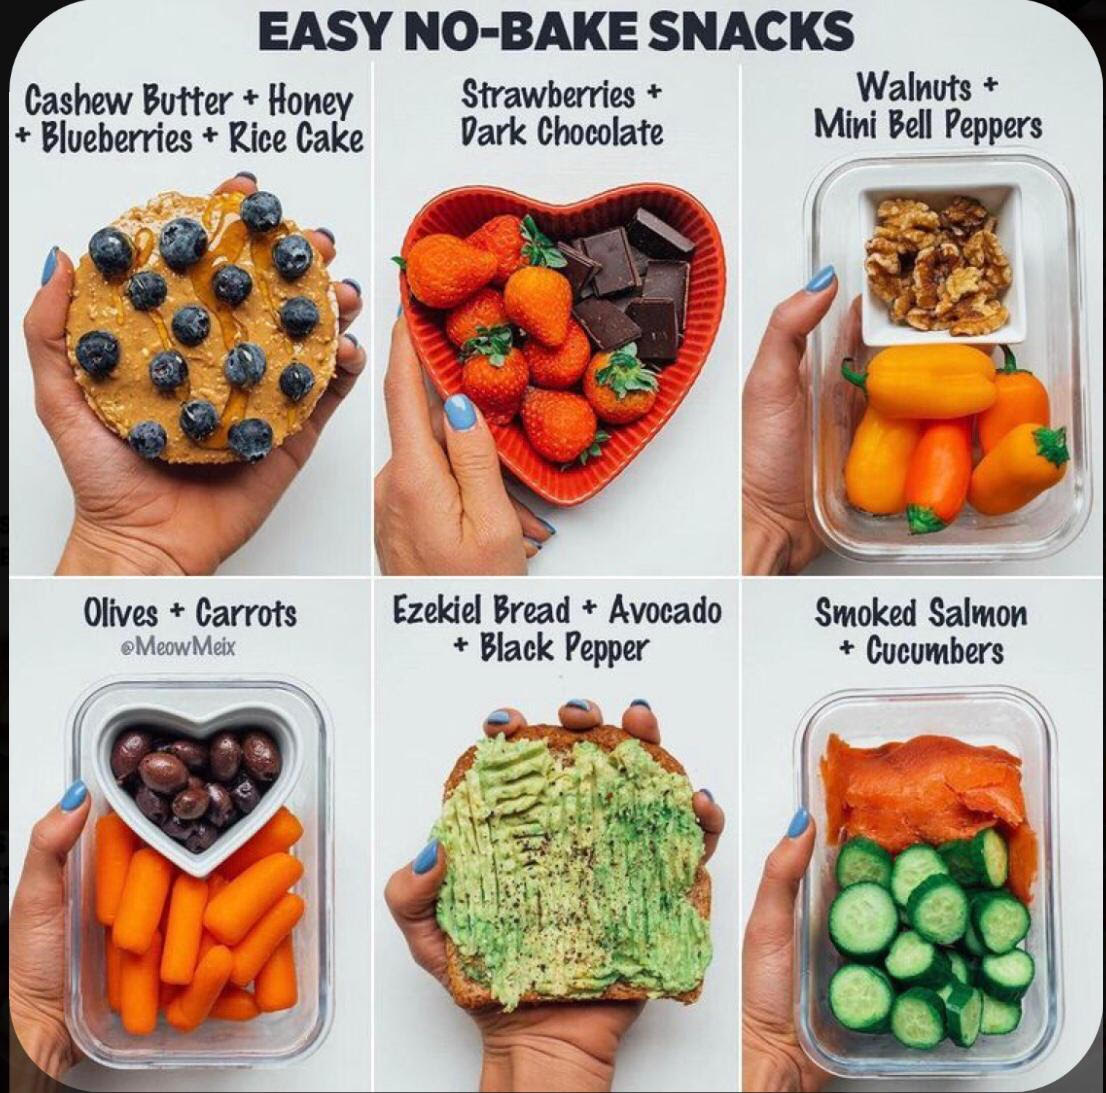 EASY NO-BAKE SNACKS
Cashew Butter + Honey
+ Blueberries + Rice Cake
Strawberries +
Dark Chocolate
Walnuts +
Mini Bell Peppers
Olives + Carrots
@MeowMeix
Ezekiel Bread + Avocado
+ Black Pepper
Smoked Salmon
+ Cucumbers